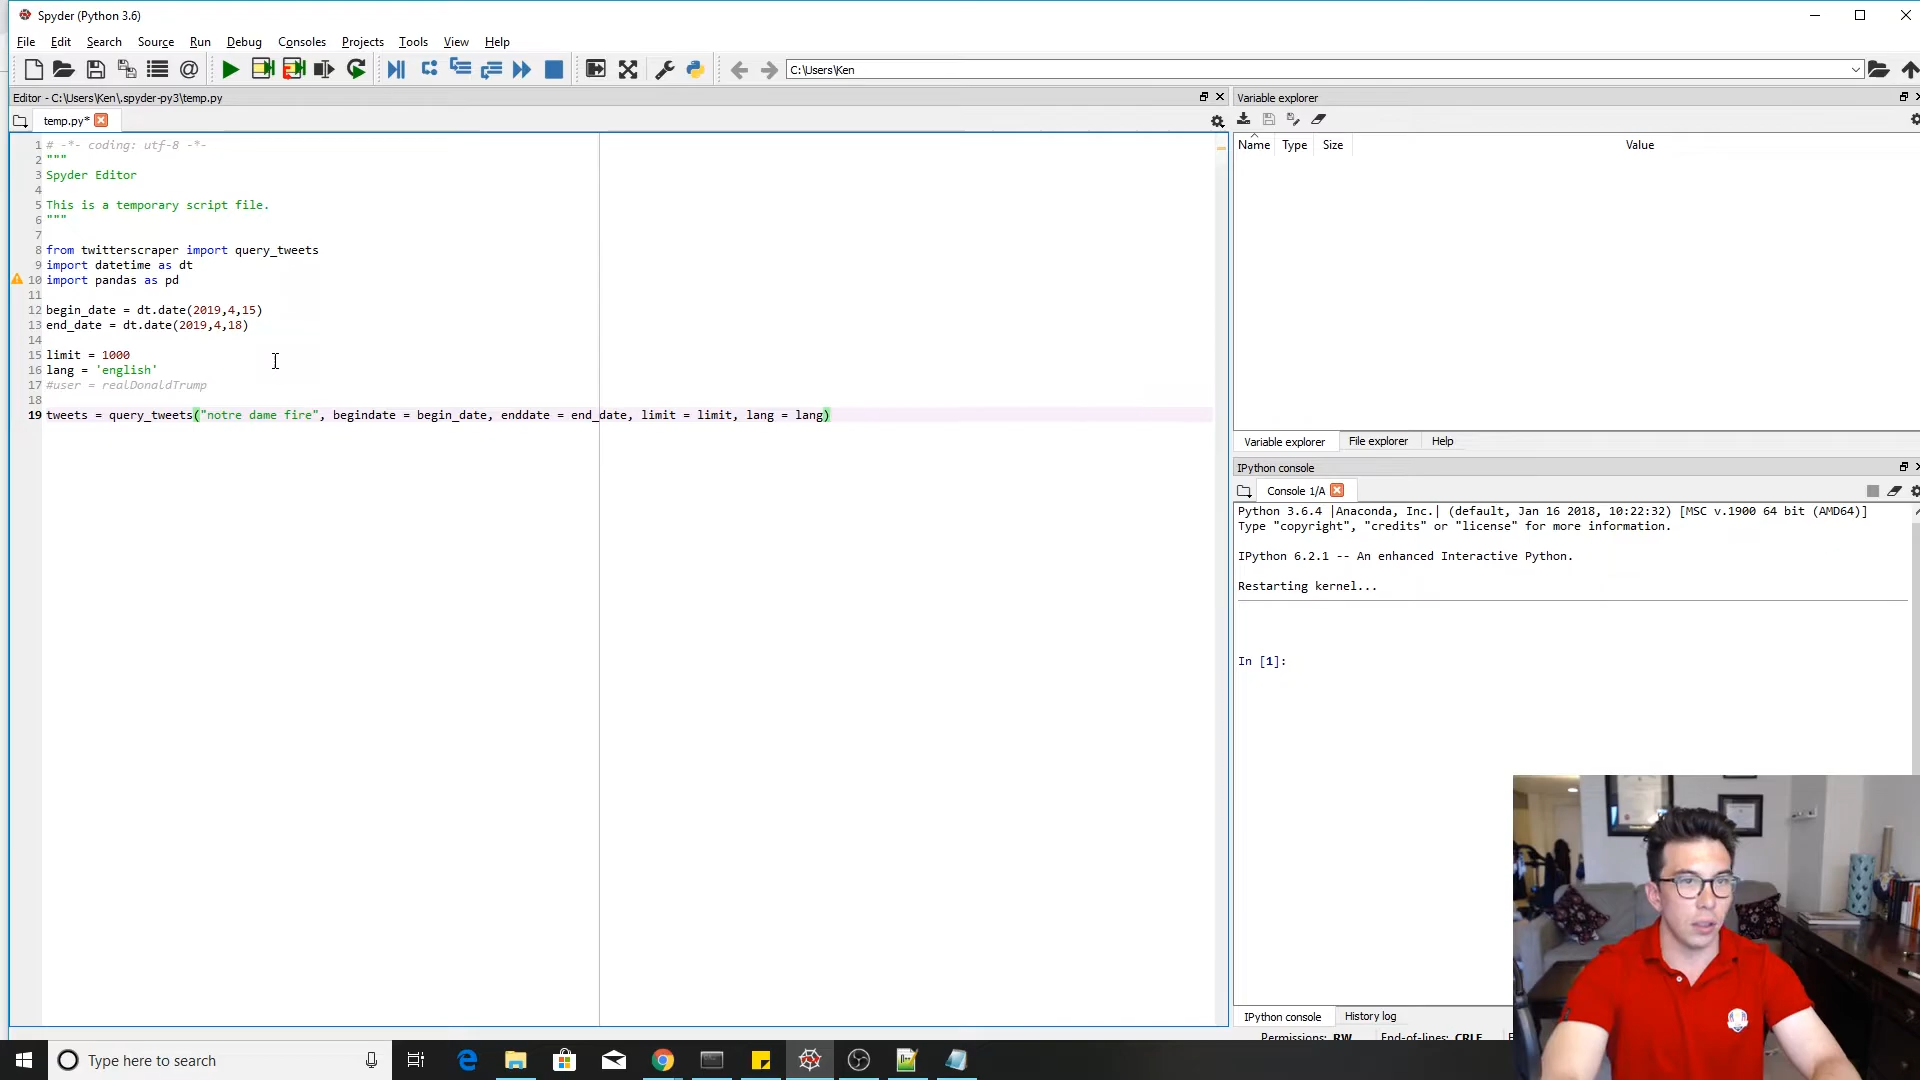 Spyder (Python 3.6)
File Edit Search Source Run Debug Consoles Projects Tools View Help
C:\Users\Ken
Editor - C:\Users\Ken\.spyder-py3\temp.py
temp.py*
1 # -*- coding: utf-8 -*-
2 """
3 Spyder Editor
4
5 This is a temporary script file.
6 """
7
8 from twitterscraper import query_tweets
9 import datetime as dt
10 import pandas as pd
11
12 begin_date = dt.date(2019,4,15)
13 end_date = dt.date(2019,4,18)
14
15 limit = 1000
16 lang = 'english'
17 #user = realDonaldTrump
18
19 tweets = query_tweets("notre dame fire", begindate = begin_date, enddate = end_date, limit = limit, lang = lang)
Variable explorer
Name Type Size Value
Variable explorer File explorer Help
IPython console
Console 1/A
Python 3.6.4 |Anaconda, Inc.| (default, Jan 16 2018, 10:22:32) [MSC v.1900 64 bit (AMD64)]
Type "copyright", "credits" or "license" for more information.
IPython 6.2.1 -- An enhanced Interactive Python.
Restarting kernel...
In [1]:
IPython console History log
Permissions: RW End-of-lines: CRLF
Type here to search